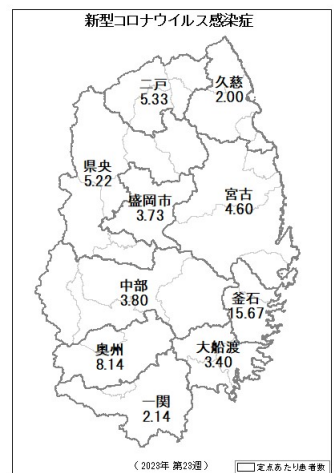 新型コロナウイルス感染症
二戸
5.33
久慈
2.00
県央
5.22
盛岡市
3.73
宮古
4.60
中部
3.80
釜石
15.67
奥州
8.14
大船渡
3.40
一関
2.14
(2023年 第23週)
定点あたり患者数